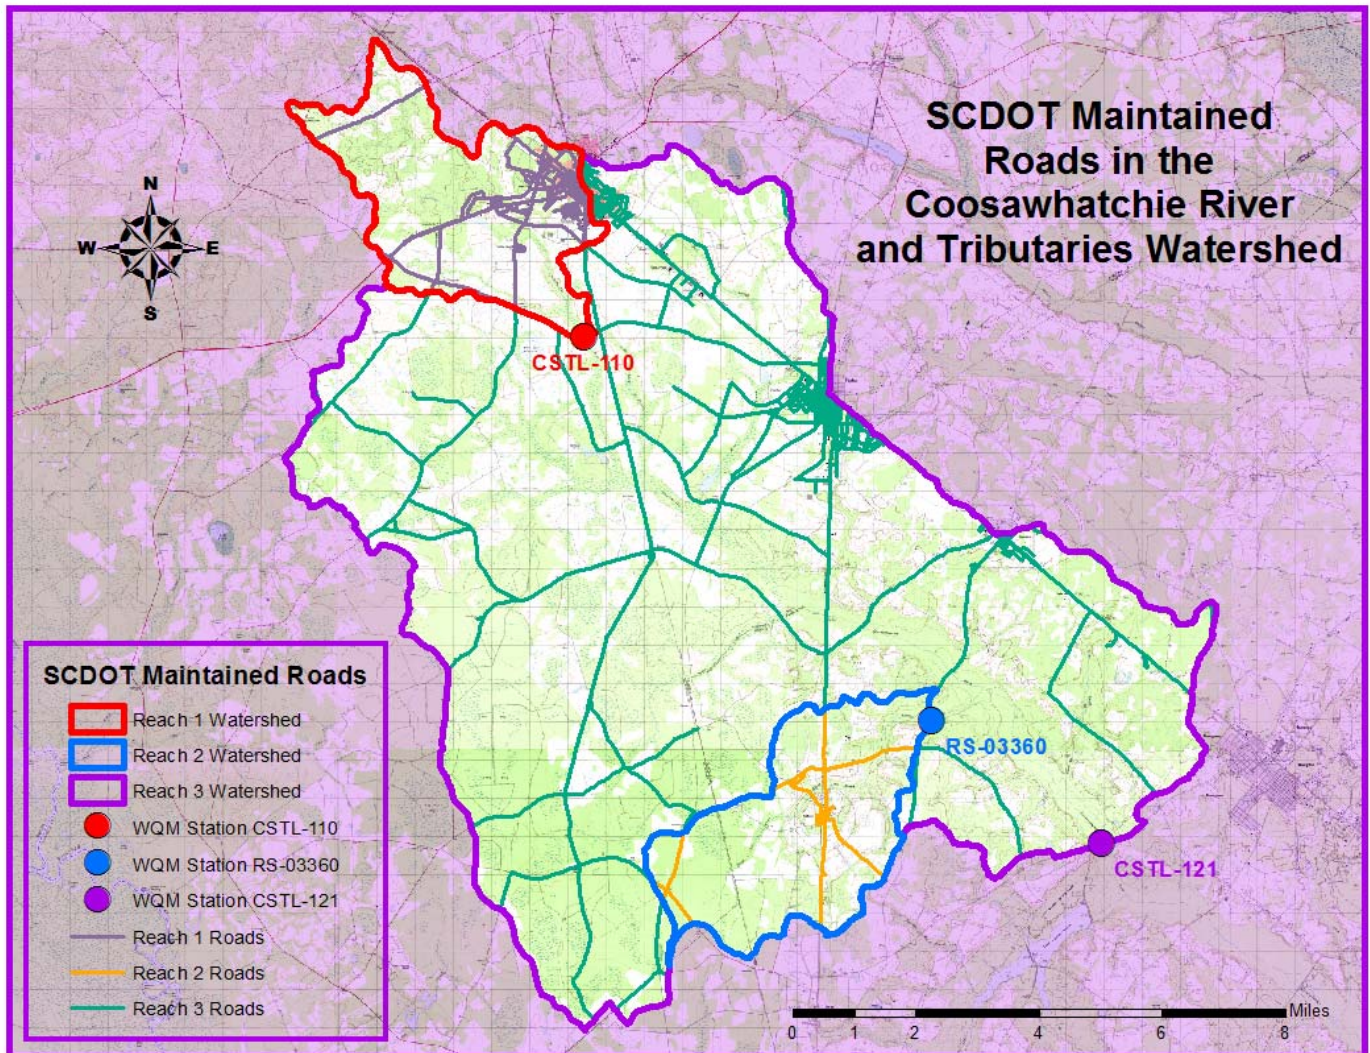 SCDOT Maintained
Roads in the
Coosawhatchie River
and Tributaries Watershed
N
W
E
S
CSTL-110
RS-03360
CSTL-121
SCDOT Maintained Roads
Reach 1 Watershed
Reach 2 Watershed
Reach 3 Watershed
WQM Station CSTL-110
WQM Station RS-03360
WQM Station CSTL-121
Reach 1 Roads
Reach 2 Roads
Reach 3 Roads
Miles
0 1 2 4 6 8